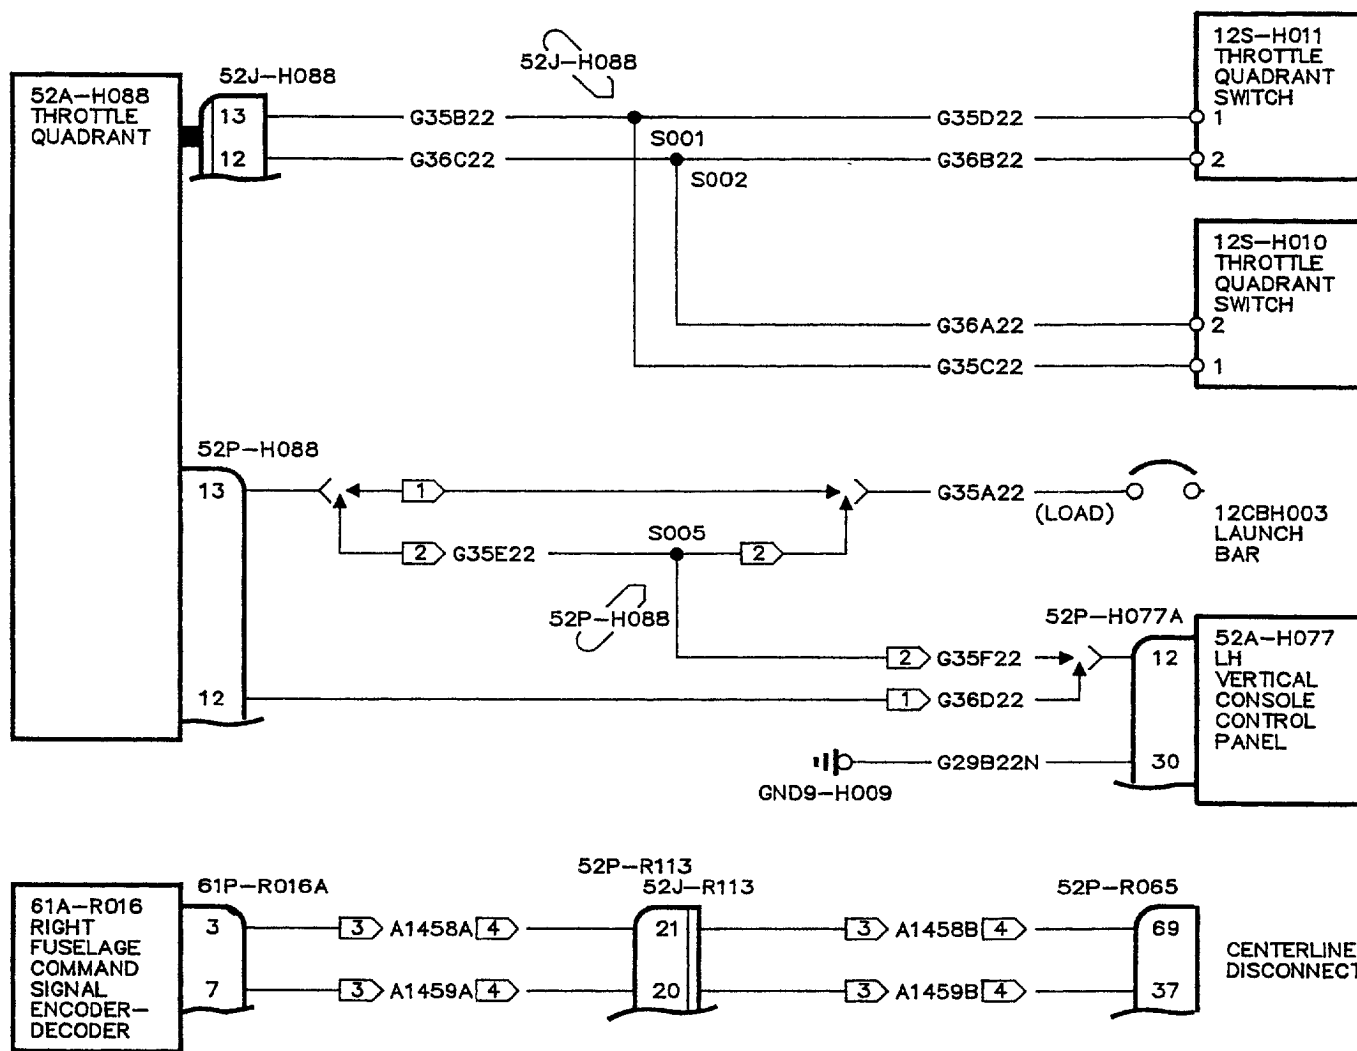 52A-H088
THROTTLE
QUADRANT
52J-H088
13
12
G35B22
G36C22
52J-H088
S001
S002
G35D22
G36B22
12S-H011
THROTTLE
QUADRANT
SWITCH
1
2
12S-H010
THROTTLE
QUADRANT
SWITCH
2
1
G36A22
G35C22
52P-H088
13
12
1
2
G35E22
S005
2
G35A22
(LOAD)
12CBH003
LAUNCH
BAR
52P-H088
52P-H077A
2
G35F22
12
1
G36D22
GND9-H009
G29B22N
30
52A-H077
LH
VERTICAL
CONSOLE
CONTROL
PANEL
61A-R016
RIGHT
FUSELAGE
COMMAND
SIGNAL
ENCODER-
DECODER
61P-R016A
3
7
3 A1458A 4
3 A1459A 4
52P-R113
52J-R113
21
20
3 A1458B 4
3 A1459B 4
52P-R065
69
37
CENTERLINE
DISCONNECT